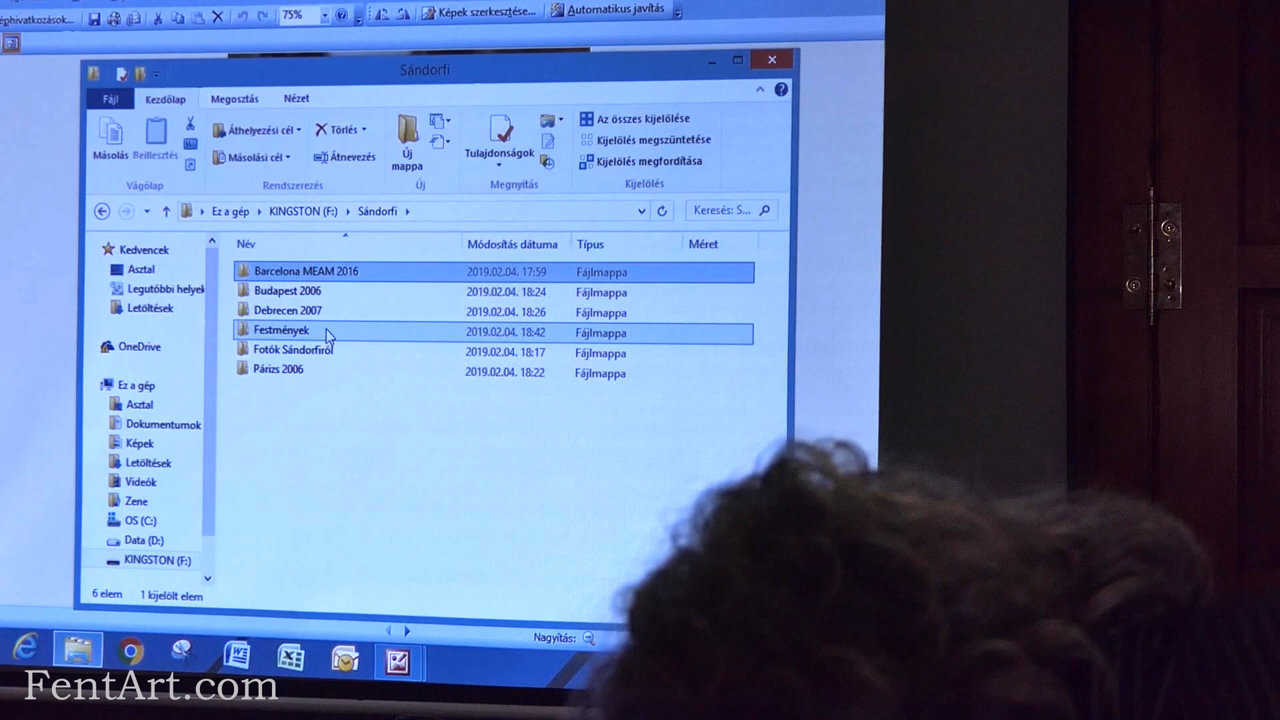 éphivatkozások... 75% Képek szerkesztése... Automatikus javítás
Sándorfi
Fájl Kezdőlap Megosztás Nézet
Másolás Beillesztés
Áthelyezési cél Törlés
Másolási cél Átnevezés
Új mappa
Tulajdonságok
Az összes kijelölése
Kijelölés megszüntetése
Kijelölés megfordítása
Vágólap Rendszerezés Új Megnyitás Kijelölés
Ez a gép KINGSTON (F:) Sándorfi Keresés: S...
Név Módosítás dátuma Típus Méret
Barcelona MEAM 2016 2019.02.04. 17:59 Fájlmappa
Budapest 2006 2019.02.04. 18:24 Fájlmappa
Debrecen 2007 2019.02.04. 18:26 Fájlmappa
Festmények 2019.02.04. 18:42 Fájlmappa
Fotók Sándorfiról 2019.02.04. 18:17 Fájlmappa
Párizs 2006 2019.02.04. 18:22 Fájlmappa
Kedvencek
Asztal
Legutóbbi helyek
Letöltések
OneDrive
Ez a gép
Asztal
Dokumentumok
Képek
Letöltések
Videók
Zene
OS (C:)
Data (D:)
KINGSTON (F:)
6 elem 1 kijelölt elem
Nagyítás:
FentArt.com